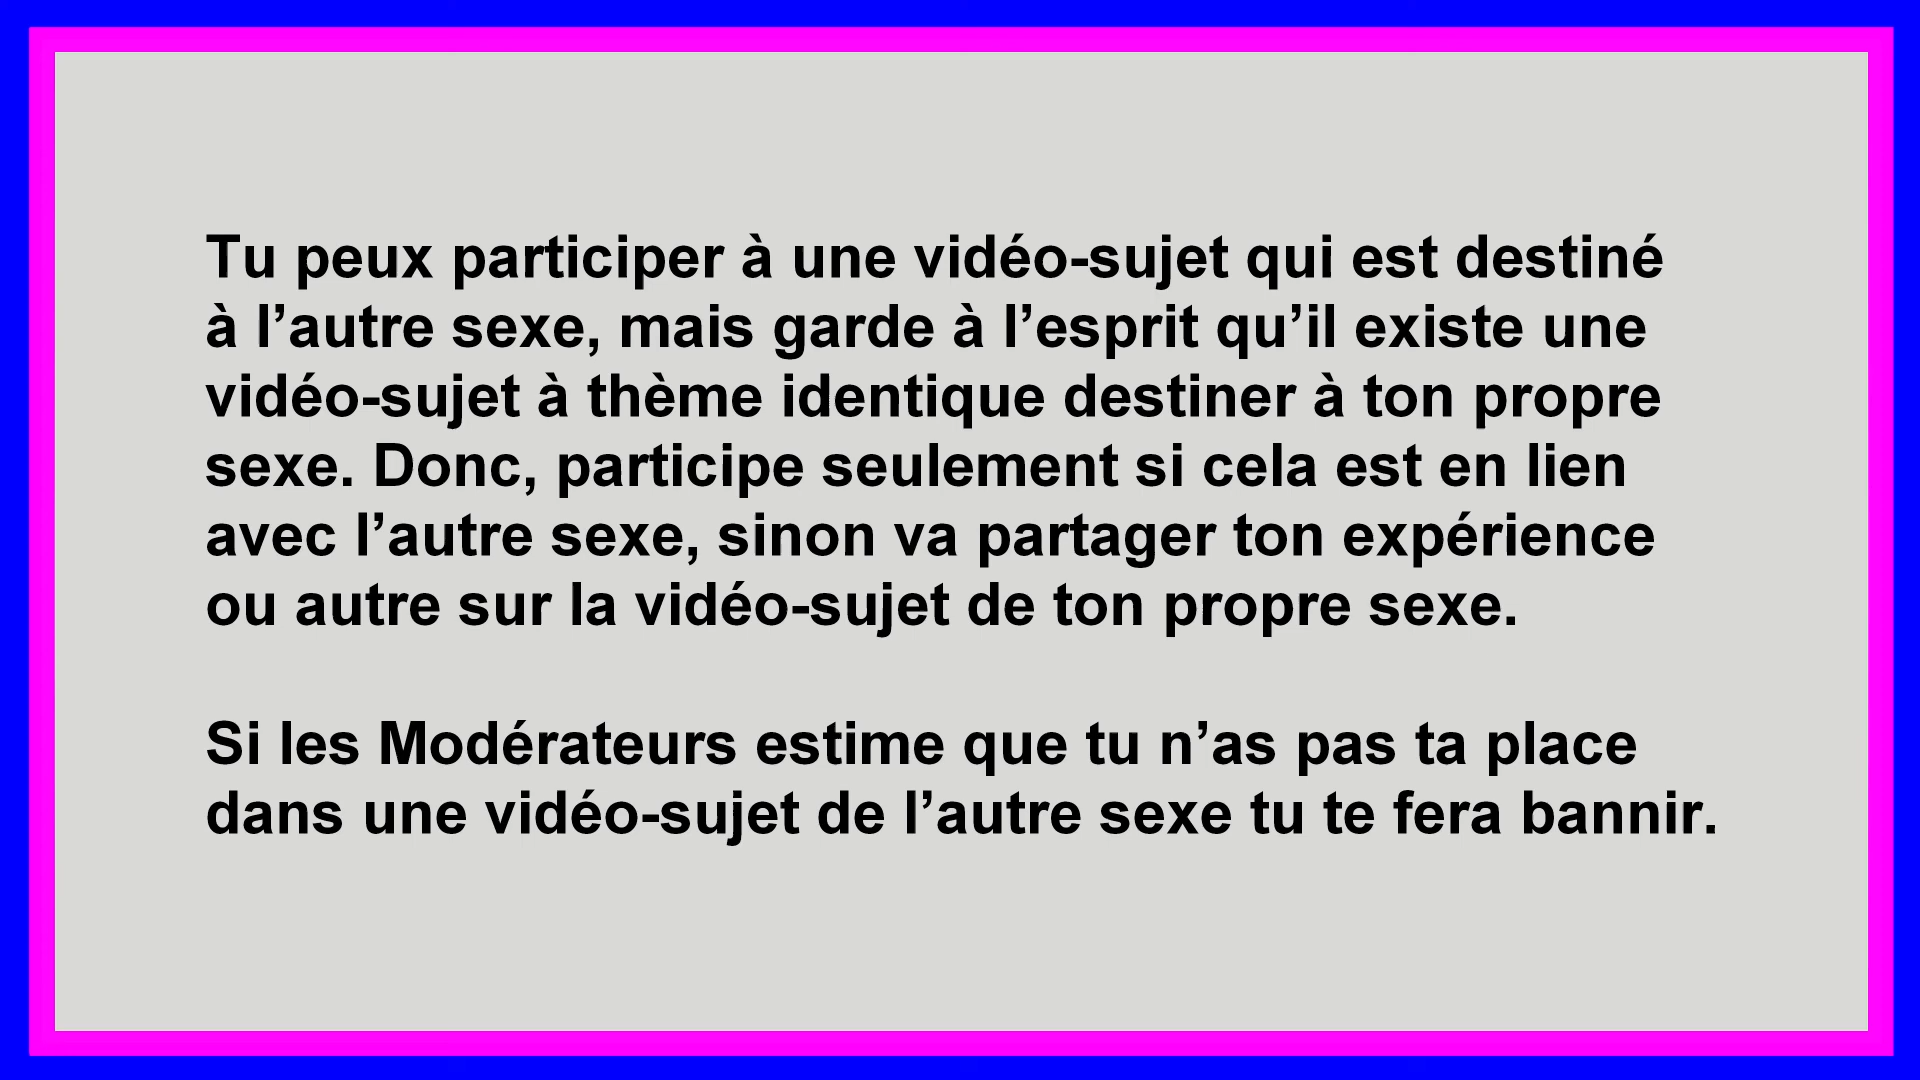 Tu peux participer à une vidéo-sujet qui est destiné
à l’autre sexe, mais garde à l’esprit qu’il existe une
vidéo-sujet à thème identique destiner à ton propre
sexe. Donc, participe seulement si cela est en lien
avec l’autre sexe, sinon va partager ton expérience
ou autre sur la vidéo-sujet de ton propre sexe.
Si les Modérateurs estime que tu n’as pas ta place
dans une vidéo-sujet de l’autre sexe tu te fera bannir.